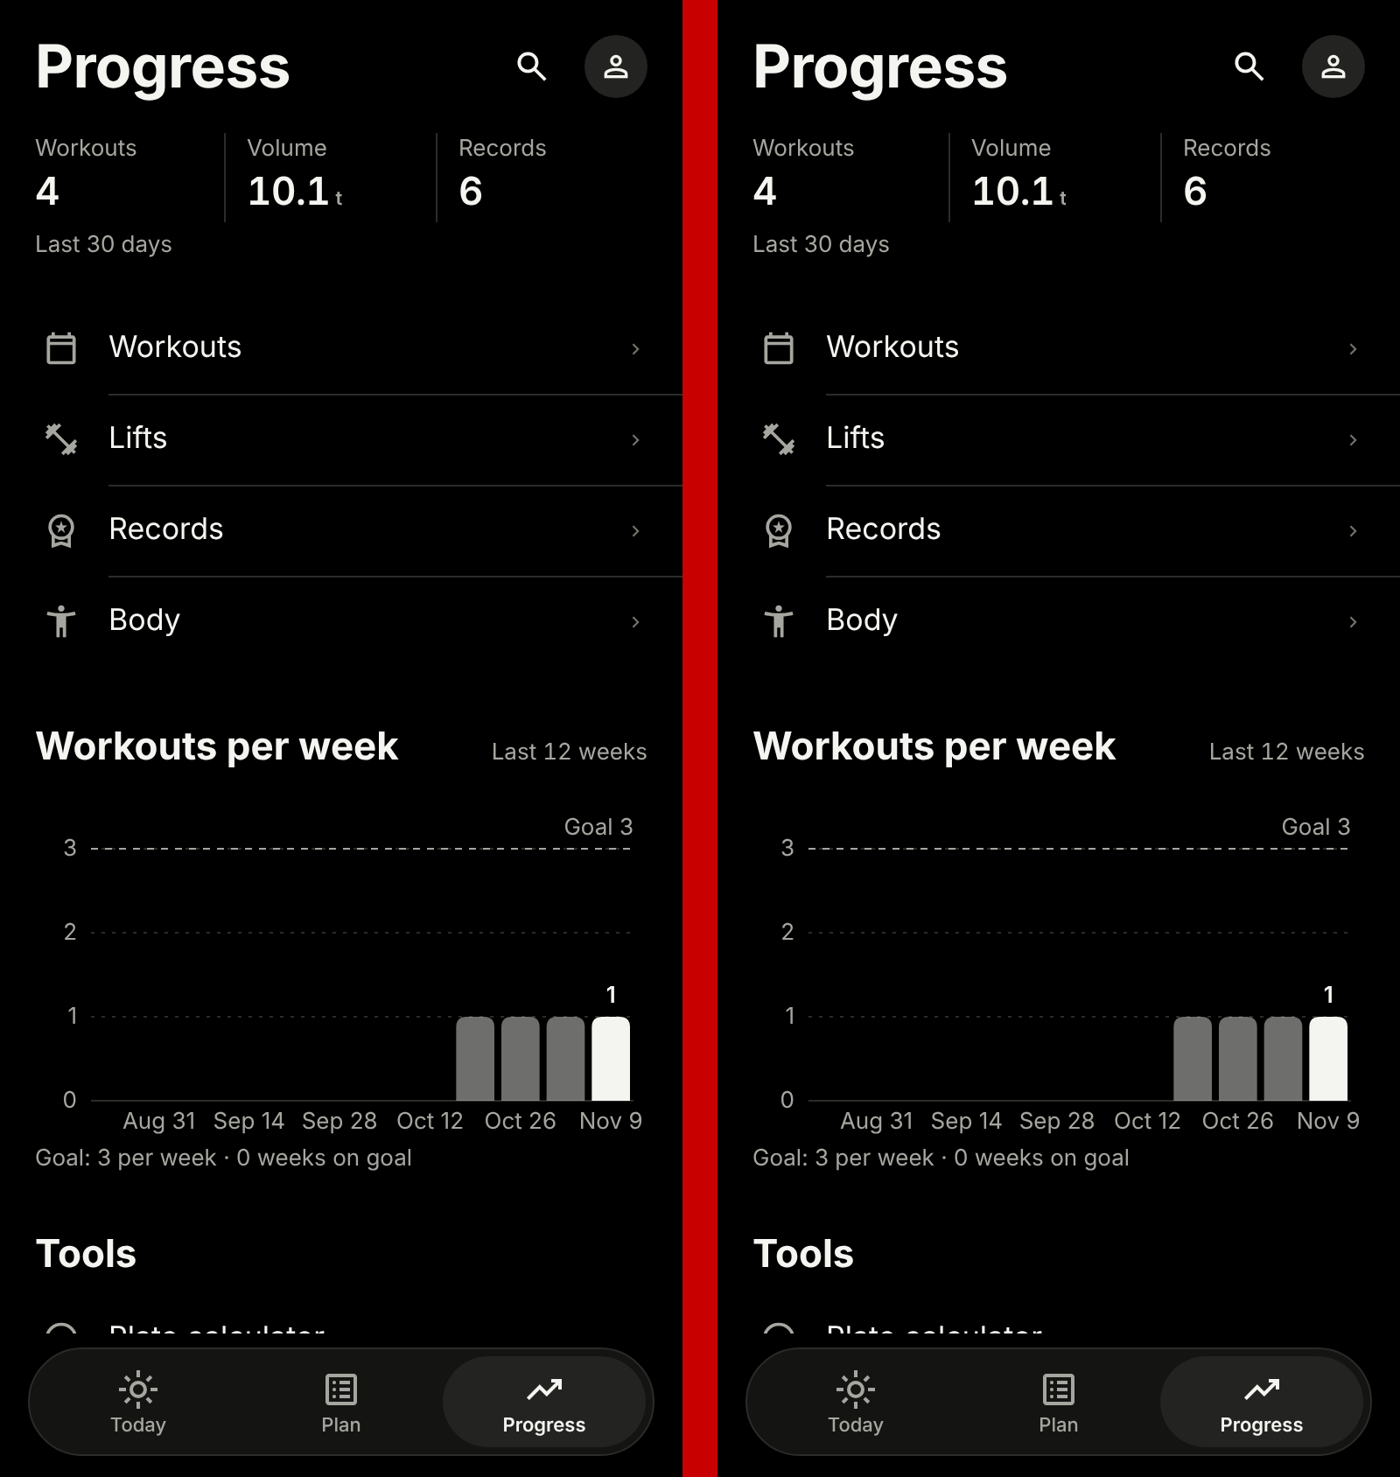 Progress
Workouts Volume Records
4 10.1 t 6
Last 30 days
Workouts
Lifts
Records
Body
Workouts per week Last 12 weeks
Goal 3
3
2
1
1
0
Aug 31 Sep 14 Sep 28 Oct 12 Oct 26 Nov 9
Goal: 3 per week · 0 weeks on goal
Tools
Plate calculator
Today Plan Progress
Progress
Workouts Volume Records
4 10.1 t 6
Last 30 days
Workouts
Lifts
Records
Body
Workouts per week Last 12 weeks
Goal 3
3
2
1
1
0
Aug 31 Sep 14 Sep 28 Oct 12 Oct 26 Nov 9
Goal: 3 per week · 0 weeks on goal
Tools
Plate calculator
Today Plan Progress